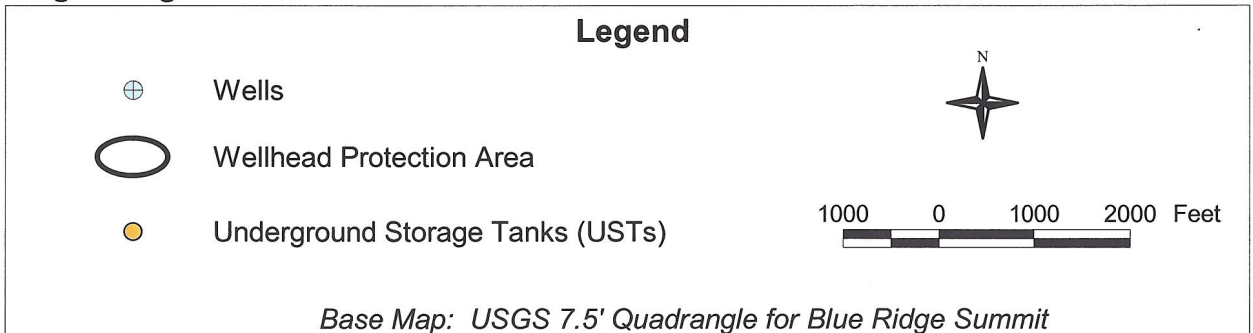 Legend
N
Wells
Wellhead Protection Area
Underground Storage Tanks (USTs)
1000 0 1000 2000 Feet
Base Map: USGS 7.5' Quadrangle for Blue Ridge Summit